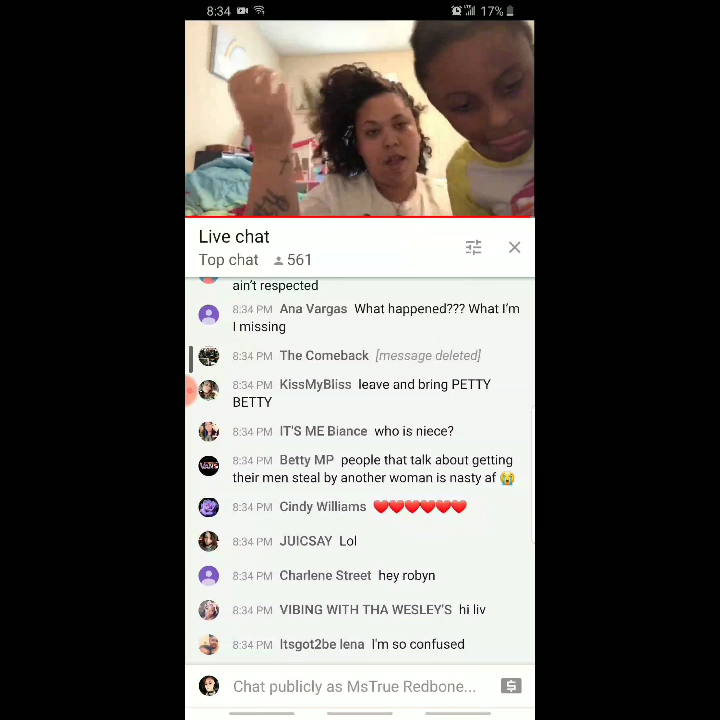 8:34 LTE 17%
Live chat
Top chat 561
ain't respected
8:34 PM Ana Vargas What happened??? What I'm
I missing
8:34 PM The Comeback [message deleted]
8:34 PM KissMyBliss leave and bring PETTY
BETTY
8:34 PM IT'S ME Biance who is niece?
8:34 PM Betty MP people that talk about getting
their men steal by another woman is nasty af 😭
8:34 PM Cindy Williams ❤️❤️❤️❤️❤️❤️
8:34 PM JUICSAY Lol
8:34 PM Charlene Street hey robyn
8:34 PM VIBING WITH THA WESLEY'S hi liv
8:34 PM Itsgot2be lena I'm so confused
Chat publicly as MsTrue Redbone...